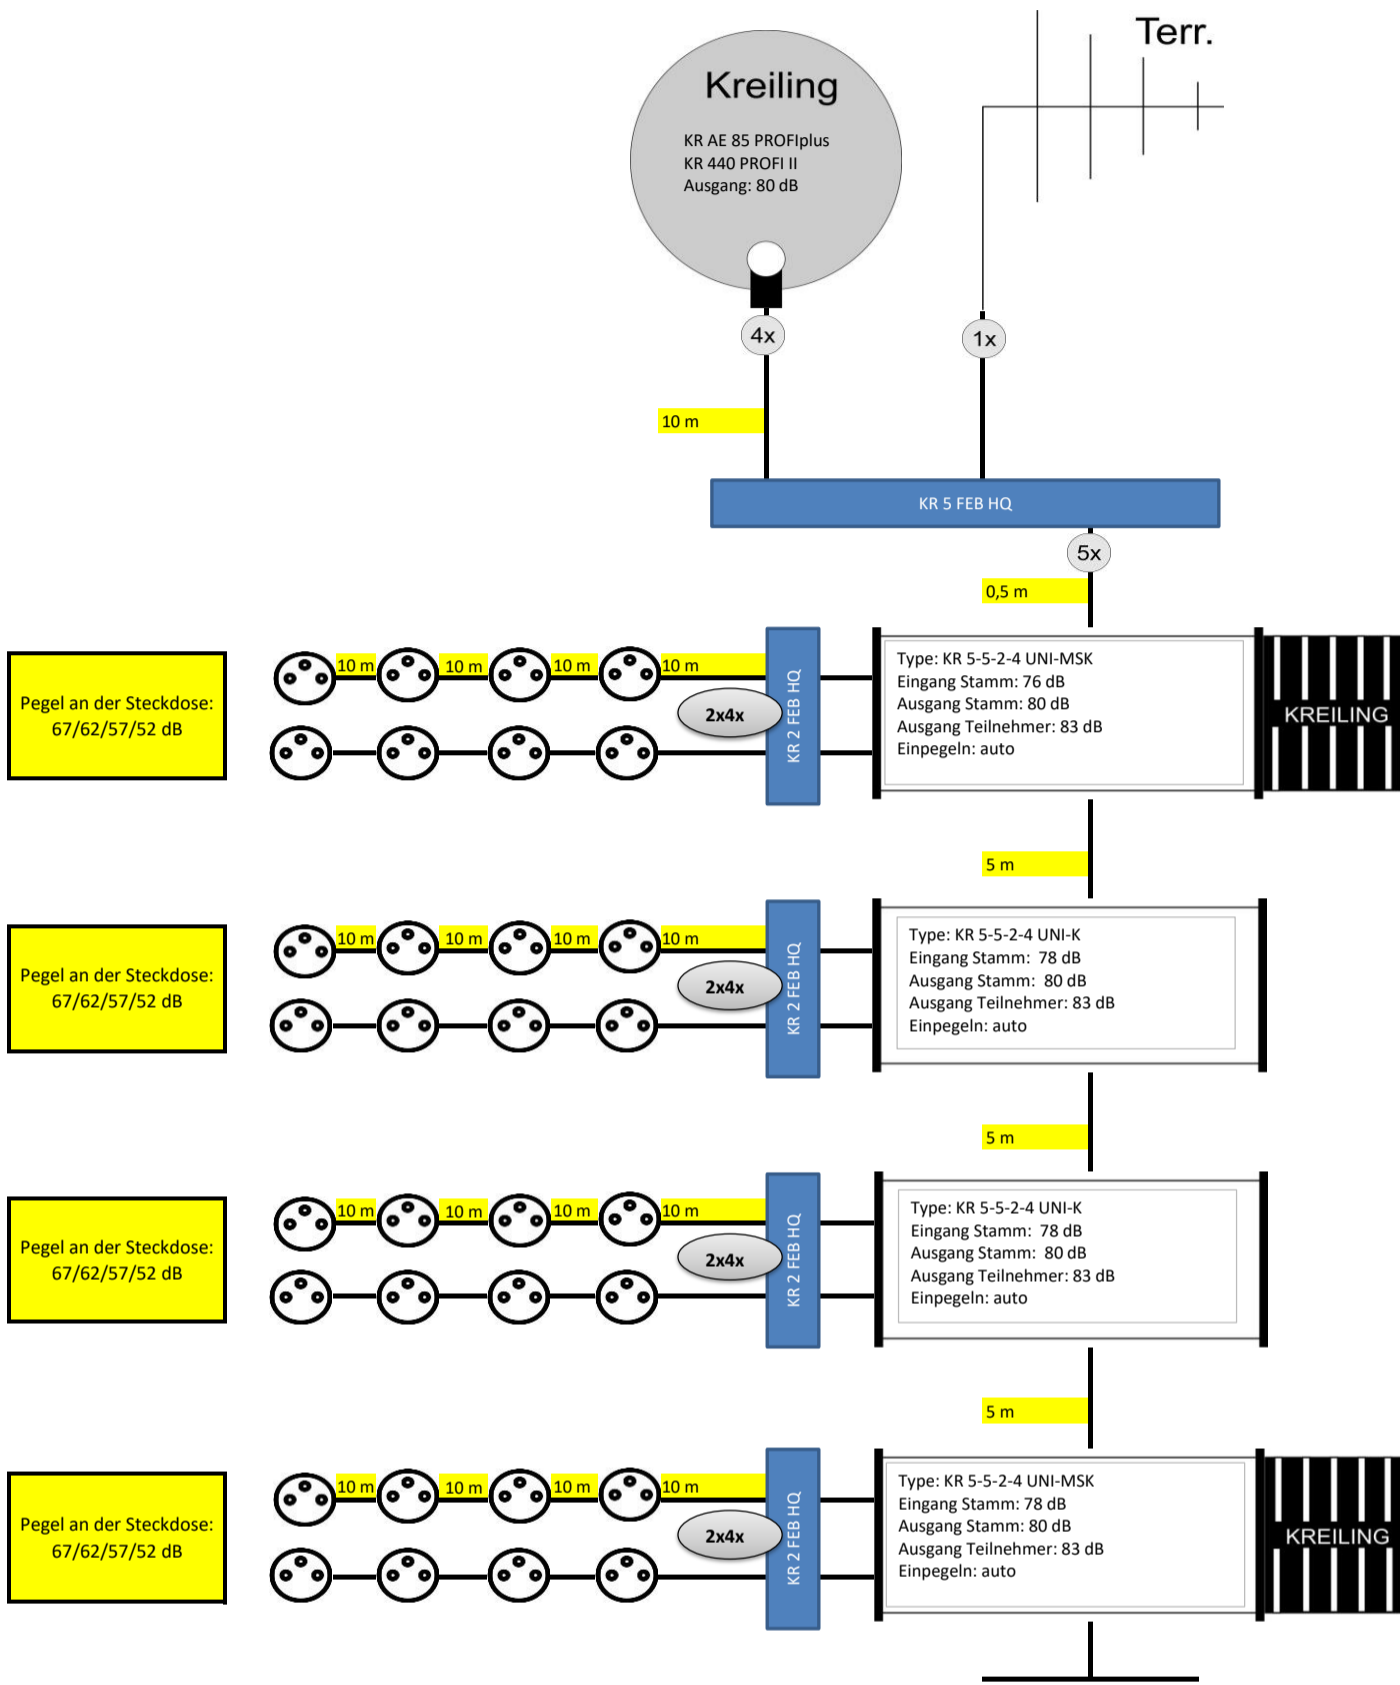 Terr.
Kreiling
KR AE 85 PROFIplus
KR 440 PROFI II
Ausgang: 80 dB
4x
1x
10 m
KR 5 FEB HQ
5x
0,5 m
Pegel an der Steckdose:
67/62/57/52 dB
10 m 10 m 10 m 10 m
2x4x
KR 2 FEB HQ
Type: KR 5-5-2-4 UNI-MSK
Eingang Stamm: 76 dB
Ausgang Stamm: 80 dB
Ausgang Teilnehmer: 83 dB
Einpegeln: auto
KREILING
5 m
Pegel an der Steckdose:
67/62/57/52 dB
10 m 10 m 10 m 10 m
2x4x
KR 2 FEB HQ
Type: KR 5-5-2-4 UNI-K
Eingang Stamm: 78 dB
Ausgang Stamm: 80 dB
Ausgang Teilnehmer: 83 dB
Einpegeln: auto
5 m
Pegel an der Steckdose:
67/62/57/52 dB
10 m 10 m 10 m 10 m
2x4x
KR 2 FEB HQ
Type: KR 5-5-2-4 UNI-K
Eingang Stamm: 78 dB
Ausgang Stamm: 80 dB
Ausgang Teilnehmer: 83 dB
Einpegeln: auto
5 m
Pegel an der Steckdose:
67/62/57/52 dB
10 m 10 m 10 m 10 m
2x4x
KR 2 FEB HQ
Type: KR 5-5-2-4 UNI-MSK
Eingang Stamm: 78 dB
Ausgang Stamm: 80 dB
Ausgang Teilnehmer: 83 dB
Einpegeln: auto
KREILING